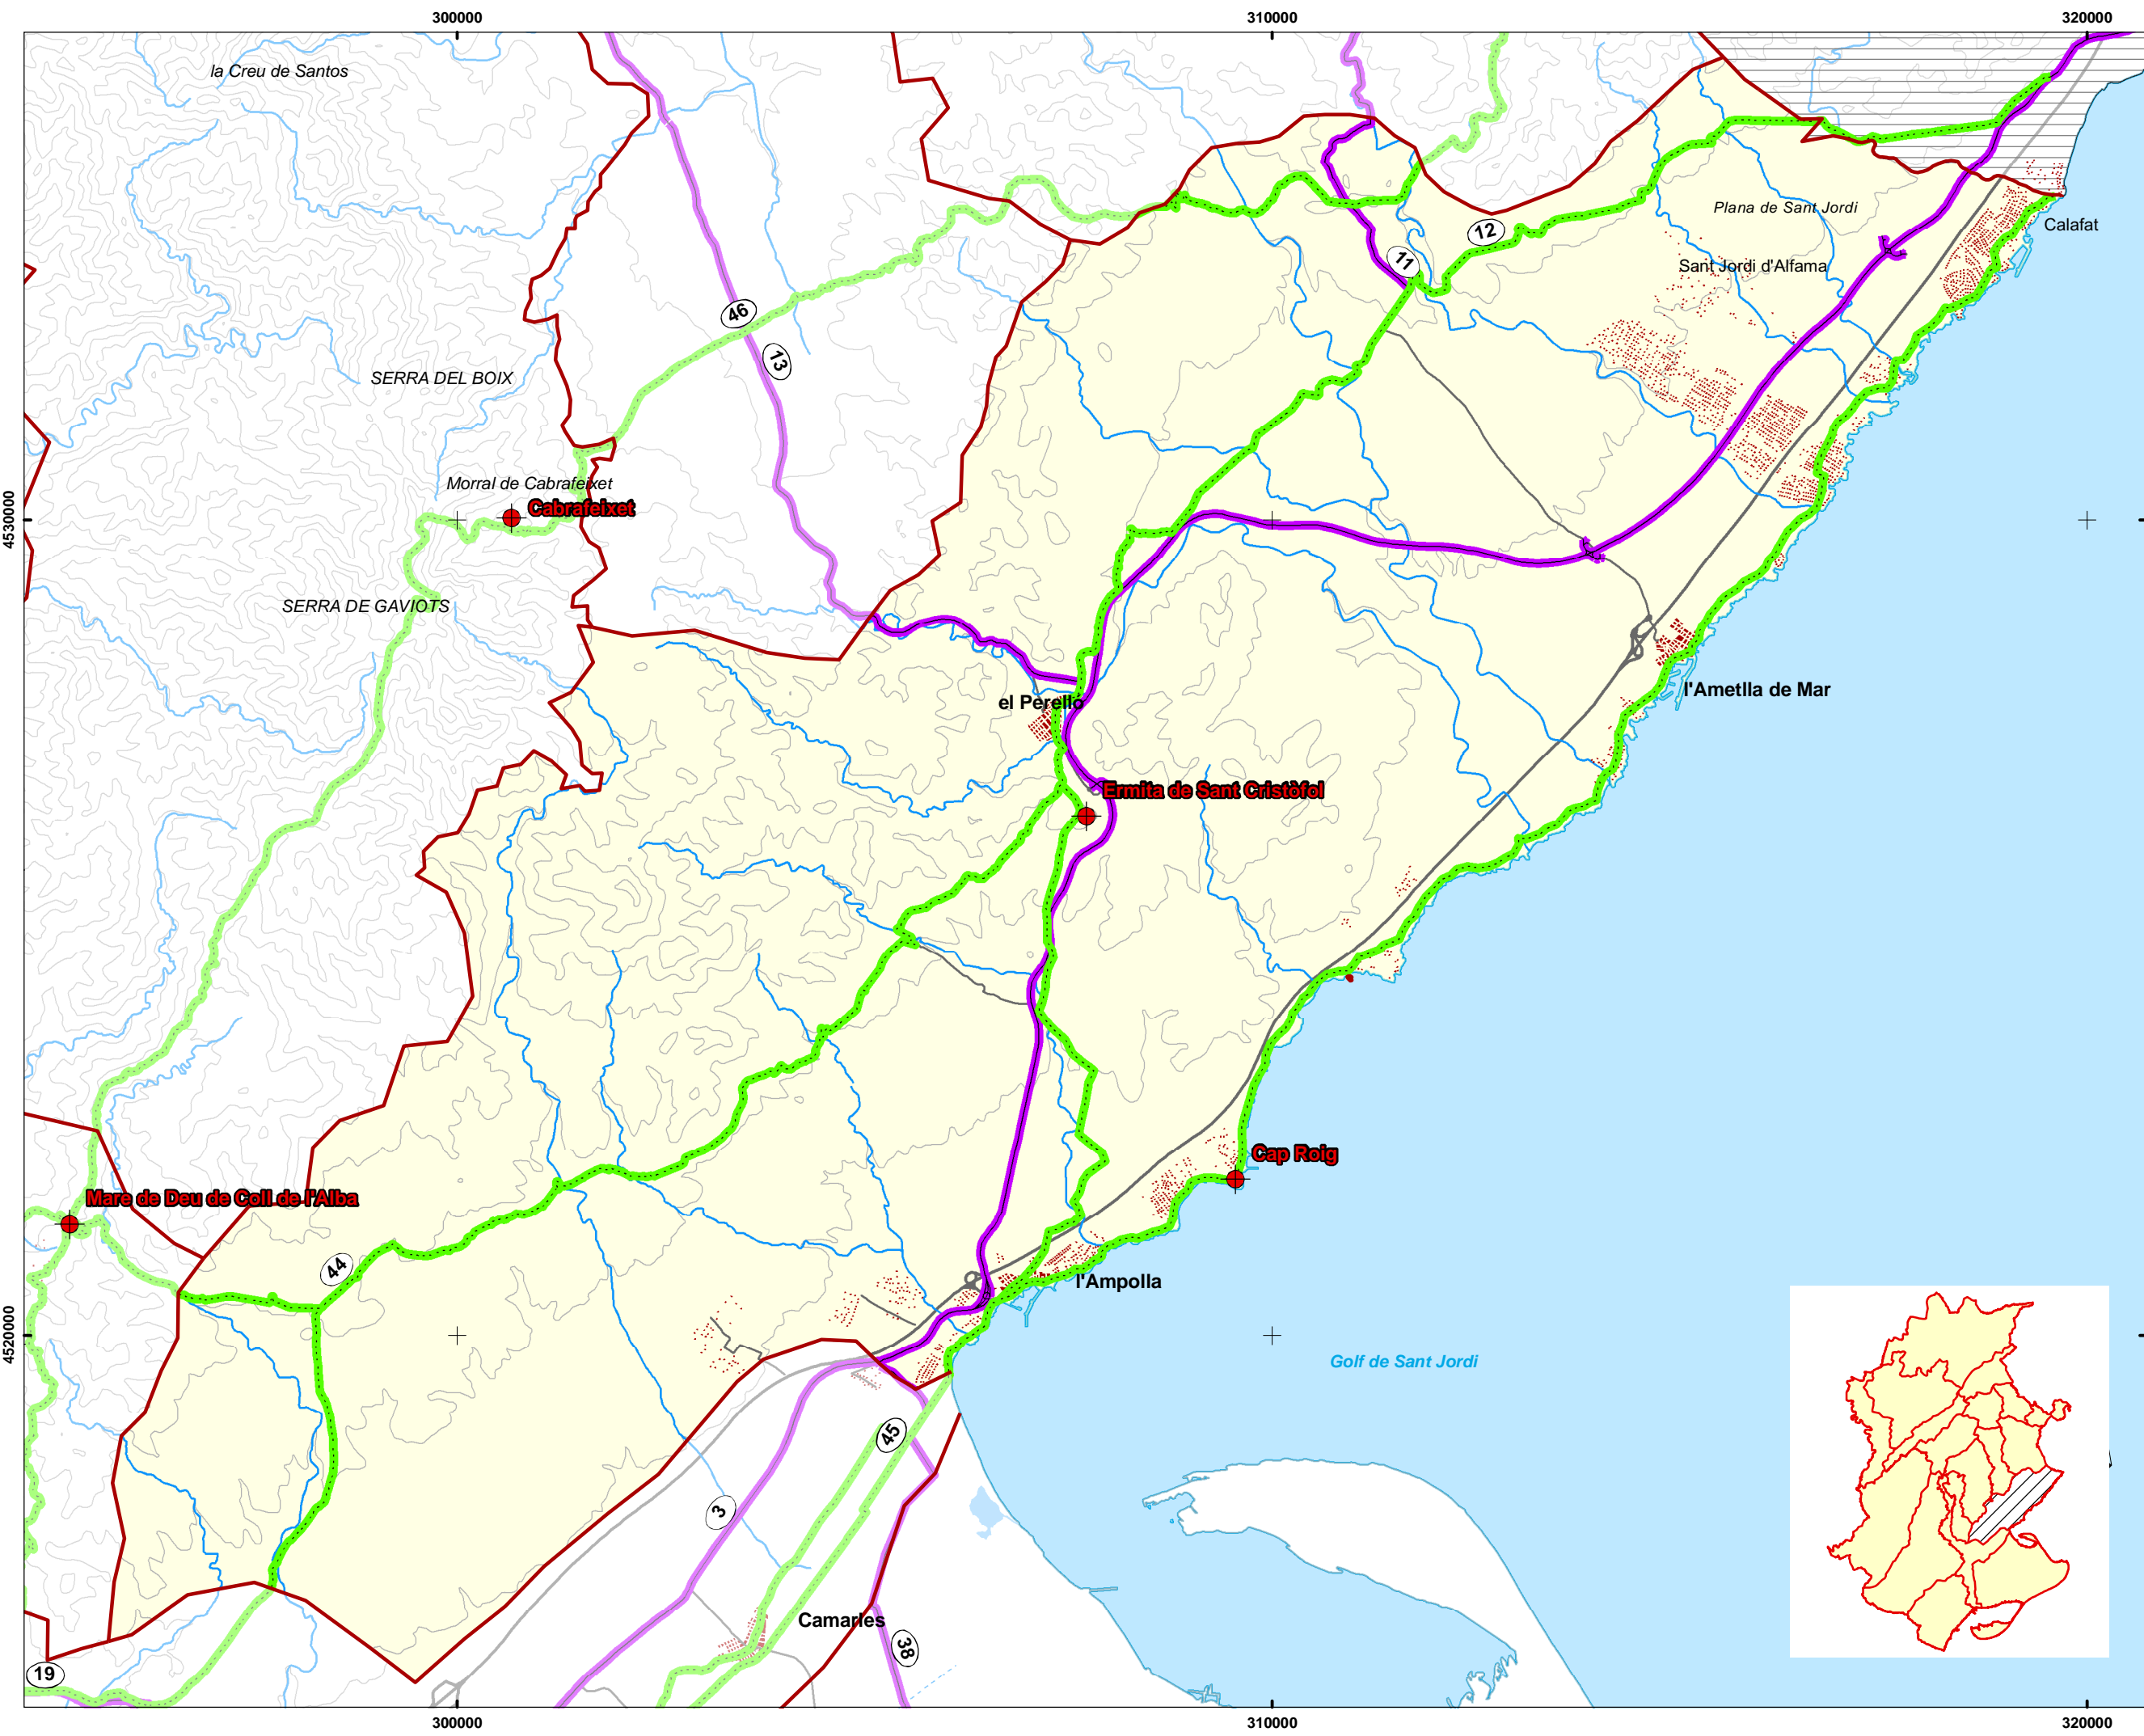 300000
310000
320000
la Creu de Santos
Plana de Sant Jordi
Calafat
12
11
Sant Jordi d'Alfama
46
13
SERRA DEL BOIX
Morral de Cabrafeixet
Cabrafeixet
4530000
SERRA DE GAVIOTS
el Perelló
l'Ametlla de Mar
Ermita de Sant Cristòfol
Cap Roig
Mare de Deu de Coll de l'Alba
44
l'Ampolla
4520000
Golf de Sant Jordi
45
3
Camarles
38
19
300000
310000
320000